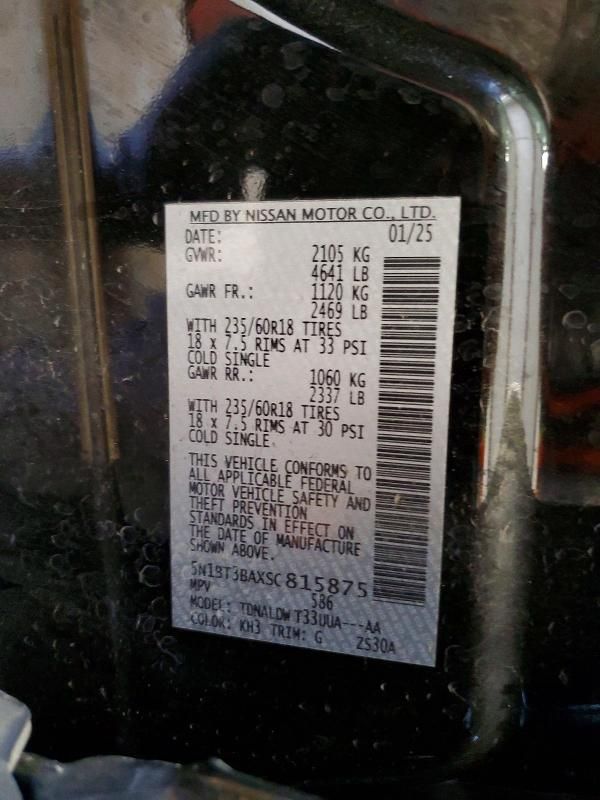 MFD BY NISSAN MOTOR CO., LTD.
DATE: 01/25
GVWR: 2105 KG
4641 LB
GAWR FR.: 1120 KG
2469 LB
WITH 235/60R18 TIRES
18 x 7.5 RIMS AT 33 PSI
COLD SINGLE
GAWR RR.: 1060 KG
2337 LB
WITH 235/60R18 TIRES
18 x 7.5 RIMS AT 30 PSI
COLD SINGLE.
THIS VEHICLE CONFORMS TO
ALL APPLICABLE FEDERAL
MOTOR VEHICLE SAFETY AND
THEFT PREVENTION
STANDARDS IN EFFECT ON
THE DATE OF MANUFACTURE
SHOWN ABOVE.
5N1BT3BAXSC815875
MPV 586
MODEL: TDNALDW T33UUA---AA
COLOR: KH3 TRIM: G 2S30A